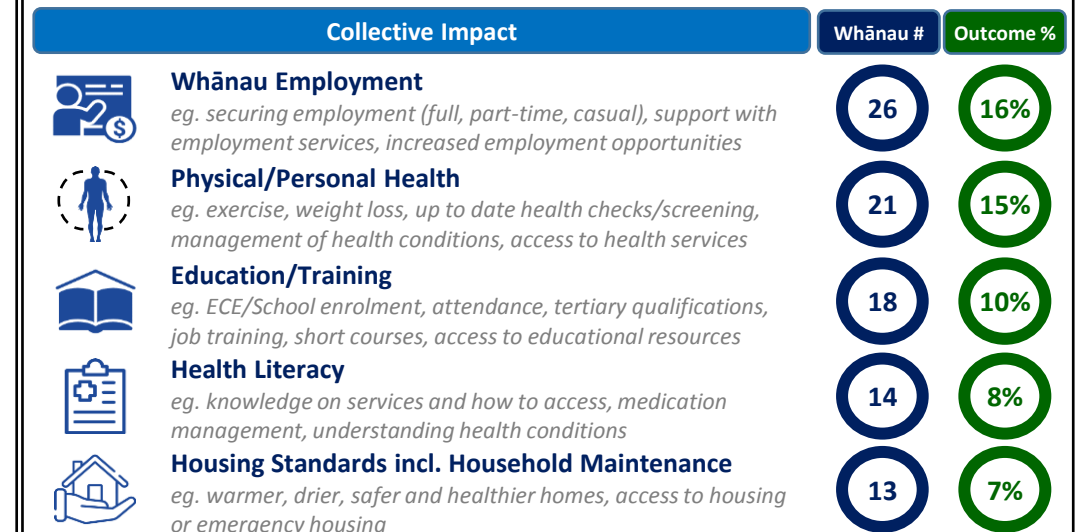 Collective Impact Whānau # Outcome %
Whānau Employment
eg. securing employment (full, part-time, casual), support with
employment services, increased employment opportunities
26 16%
$
Physical/Personal Health
eg. exercise, weight loss, up to date health checks/screening,
management of health conditions, access to health services
21 15%
Education/Training
eg. ECE/School enrolment, attendance, tertiary qualifications,
job training, short courses, access to educational resources
18 10%
Health Literacy
eg. knowledge on services and how to access, medication
management, understanding health conditions
14 8%
Housing Standards incl. Household Maintenance
eg. warmer, drier, safer and healthier homes, access to housing
or emergency housing
13 7%